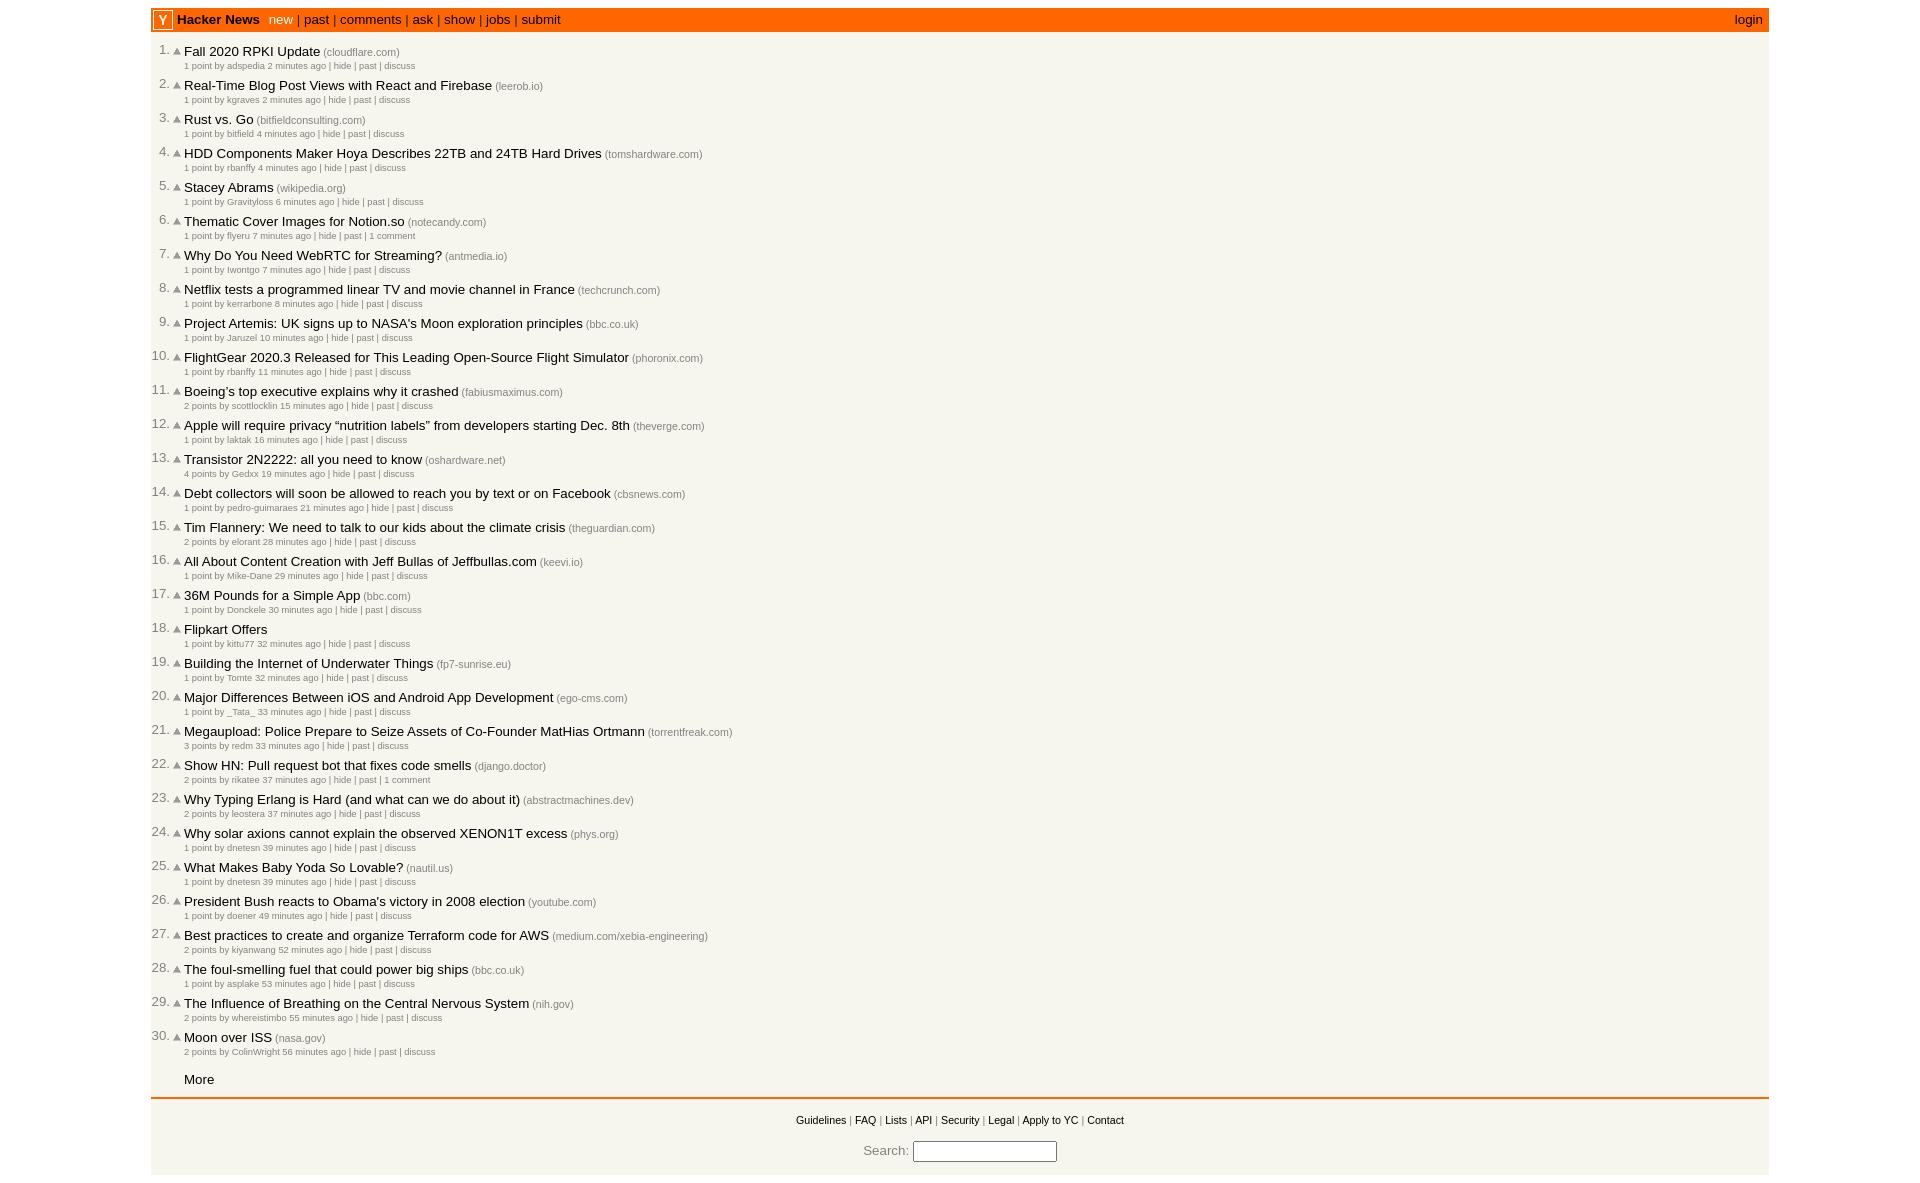 Y Hacker News new | past | comments | ask | show | jobs | submit login
1. Fall 2020 RPKI Update (cloudflare.com)
1 point by adspedia 2 minutes ago | hide | past | discuss
2. Real-Time Blog Post Views with React and Firebase (leerob.io)
1 point by kgraves 2 minutes ago | hide | past | discuss
3. Rust vs. Go (bitfieldconsulting.com)
1 point by bitfield 4 minutes ago | hide | past | discuss
4. HDD Components Maker Hoya Describes 22TB and 24TB Hard Drives (tomshardware.com)
1 point by rbanffy 4 minutes ago | hide | past | discuss
5. Stacey Abrams (wikipedia.org)
1 point by Gravityloss 6 minutes ago | hide | past | discuss
6. Thematic Cover Images for Notion.so (notecandy.com)
1 point by flyeru 7 minutes ago | hide | past | 1 comment
7. Why Do You Need WebRTC for Streaming? (antmedia.io)
1 point by Iwontgo 7 minutes ago | hide | past | discuss
8. Netflix tests a programmed linear TV and movie channel in France (techcrunch.com)
1 point by kerrarbone 8 minutes ago | hide | past | discuss
9. Project Artemis: UK signs up to NASA's Moon exploration principles (bbc.co.uk)
1 point by Jaruzel 10 minutes ago | hide | past | discuss
10. FlightGear 2020.3 Released for This Leading Open-Source Flight Simulator (phoronix.com)
1 point by rbanffy 11 minutes ago | hide | past | discuss
11. Boeing’s top executive explains why it crashed (fabiusmaximus.com)
2 points by scottlocklin 15 minutes ago | hide | past | discuss
12. Apple will require privacy “nutrition labels” from developers starting Dec. 8th (theverge.com)
1 point by laktak 16 minutes ago | hide | past | discuss
13. Transistor 2N2222: all you need to know (oshardware.net)
4 points by Gedxx 19 minutes ago | hide | past | discuss
14. Debt collectors will soon be allowed to reach you by text or on Facebook (cbsnews.com)
1 point by pedro-guimaraes 21 minutes ago | hide | past | discuss
15. Tim Flannery: We need to talk to our kids about the climate crisis (theguardian.com)
2 points by elorant 28 minutes ago | hide | past | discuss
16. All About Content Creation with Jeff Bullas of Jeffbullas.com (keevi.io)
1 point by Mike-Dane 29 minutes ago | hide | past | discuss
17. 36M Pounds for a Simple App (bbc.com)
1 point by Donckele 30 minutes ago | hide | past | discuss
18. Flipkart Offers
1 point by kittu77 32 minutes ago | hide | past | discuss
19. Building the Internet of Underwater Things (fp7-sunrise.eu)
1 point by Tomte 32 minutes ago | hide | past | discuss
20. Major Differences Between iOS and Android App Development (ego-cms.com)
1 point by _Tata_ 33 minutes ago | hide | past | discuss
21. Megaupload: Police Prepare to Seize Assets of Co-Founder MatHias Ortmann (torrentfreak.com)
3 points by redm 33 minutes ago | hide | past | discuss
22. Show HN: Pull request bot that fixes code smells (django.doctor)
2 points by rikatee 37 minutes ago | hide | past | 1 comment
23. Why Typing Erlang is Hard (and what can we do about it) (abstractmachines.dev)
2 points by leostera 37 minutes ago | hide | past | discuss
24. Why solar axions cannot explain the observed XENON1T excess (phys.org)
1 point by dnetesn 39 minutes ago | hide | past | discuss
25. What Makes Baby Yoda So Lovable? (nautil.us)
1 point by dnetesn 39 minutes ago | hide | past | discuss
26. President Bush reacts to Obama's victory in 2008 election (youtube.com)
1 point by doener 49 minutes ago | hide | past | discuss
27. Best practices to create and organize Terraform code for AWS (medium.com/xebia-engineering)
2 points by kiyanwang 52 minutes ago | hide | past | discuss
28. The foul-smelling fuel that could power big ships (bbc.co.uk)
1 point by asplake 53 minutes ago | hide | past | discuss
29. The Influence of Breathing on the Central Nervous System (nih.gov)
2 points by whereistimbo 55 minutes ago | hide | past | discuss
30. Moon over ISS (nasa.gov)
2 points by ColinWright 56 minutes ago | hide | past | discuss
More
Guidelines | FAQ | Lists | API | Security | Legal | Apply to YC | Contact
Search: